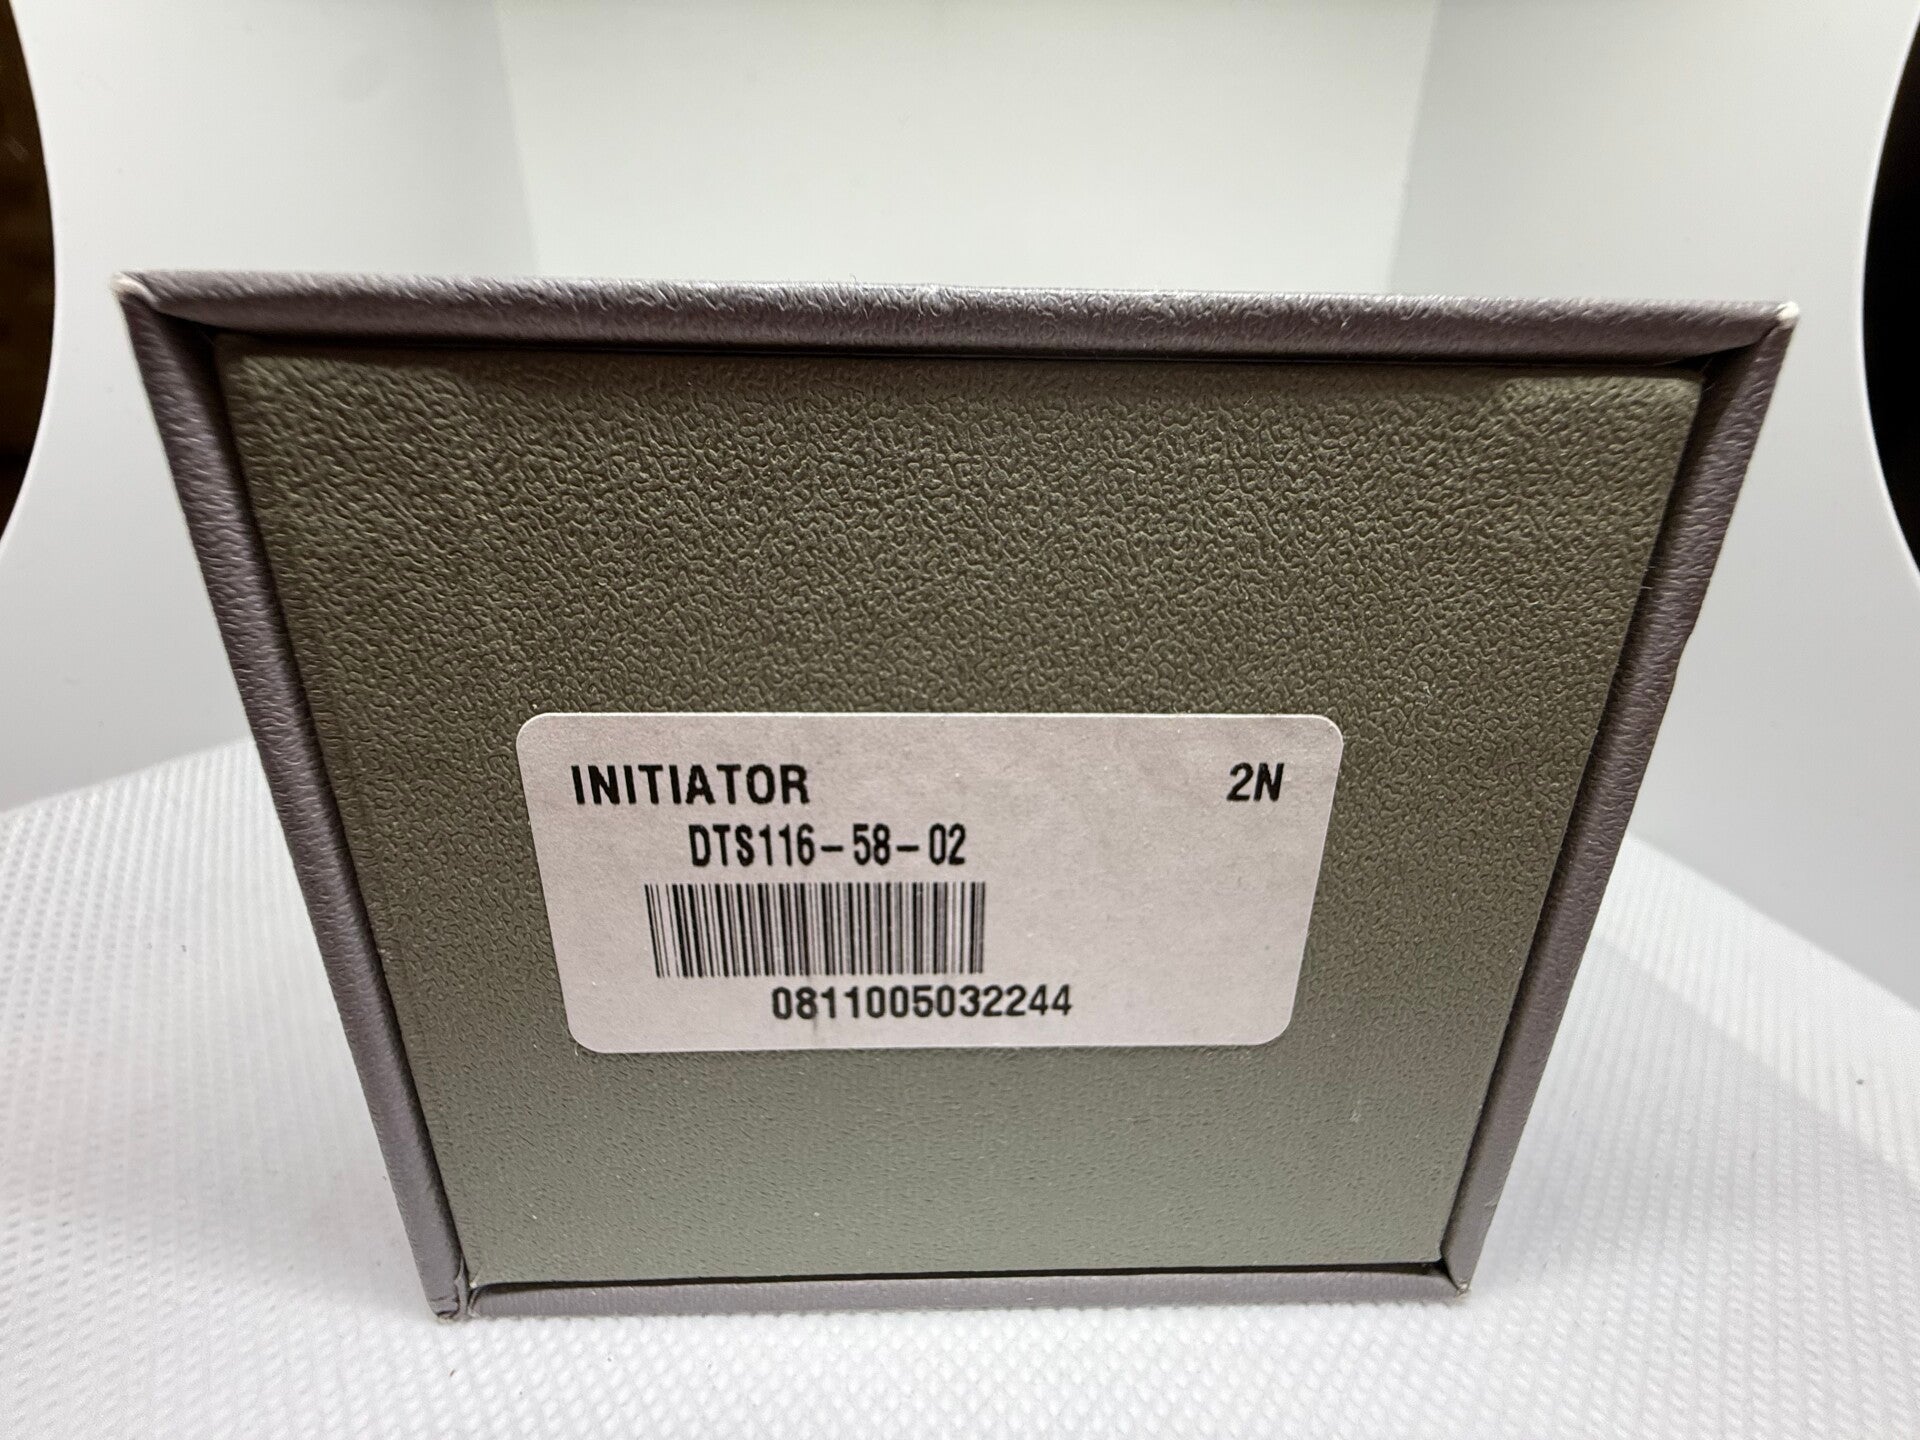 INITIATOR 2N
DTS116-58-02
0811005032244